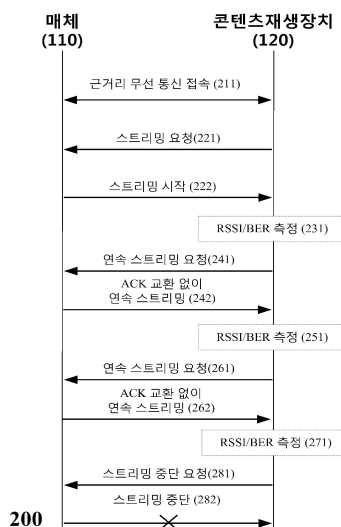 매체
(110)
콘텐츠재생장치
(120)
근거리 무선 통신 접속 (211)
스트리밍 요청(221)
스트리밍 시작 (222)
RSSI/BER 측정 (231)
연속 스트리밍 요청(241)
ACK 교환 없이
연속 스트리밍 (242)
RSSI/BER 측정 (251)
연속 스트리밍 요청(261)
ACK 교환 없이
연속 스트리밍 (262)
RSSI/BER 측정 (271)
스트리밍 중단 요청(281)
스트리밍 중단 (282)
200